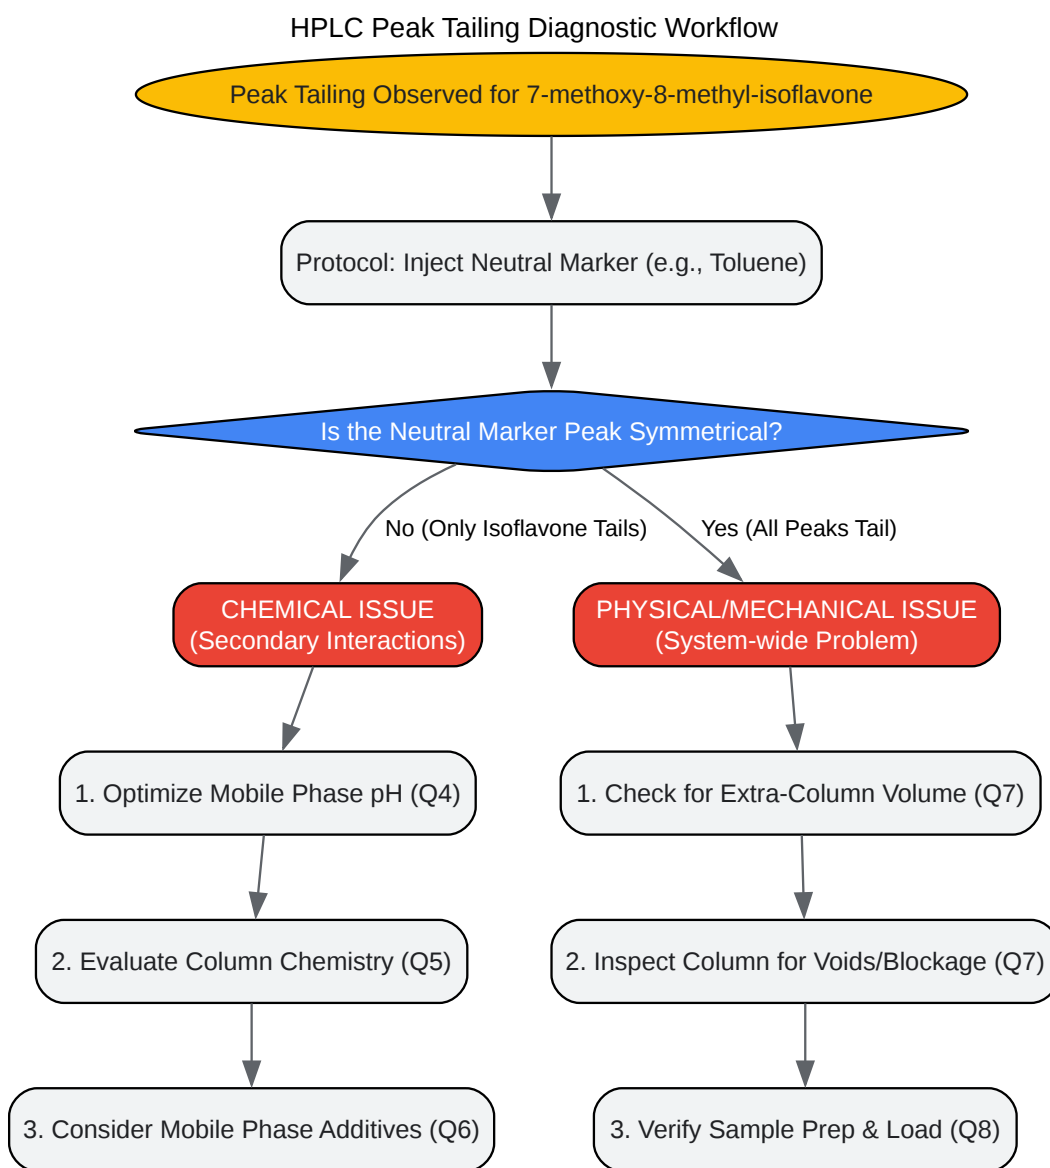 HPLC Peak Tailing Diagnostic Workflow
Peak Tailing Observed for 7-methoxy-8-methyl-isoflavone
Protocol: Inject Neutral Marker (e.g., Toluene)
Is the Neutral Marker Peak Symmetrical?
No (Only Isoflavone Tails)
Yes (All Peaks Tail)
CHEMICAL ISSUE
(Secondary Interactions)
PHYSICAL/MECHANICAL ISSUE
(System-wide Problem)
1. Optimize Mobile Phase pH (Q4)
1. Check for Extra-Column Volume (Q7)
2. Evaluate Column Chemistry (Q5)
2. Inspect Column for Voids/Blockage (Q7)
3. Consider Mobile Phase Additives (Q6)
3. Verify Sample Prep & Load (Q8)